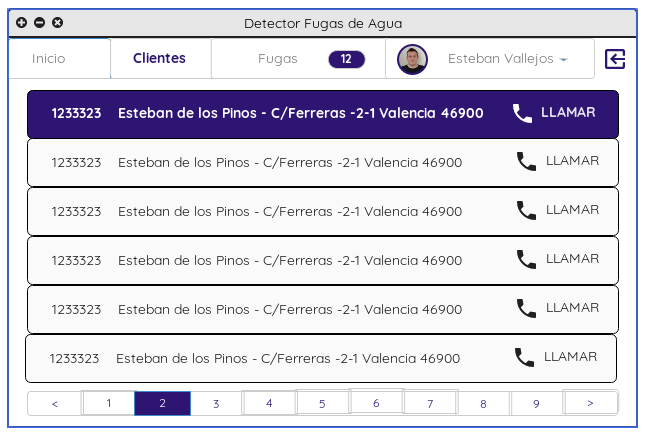 Detector Fugas de Agua
Inicio Clientes Fugas 12 Esteban Vallejos
1233323 Esteban de los Pinos - C/Ferreras -2-1 Valencia 46900 LLAMAR
1233323 Esteban de los Pinos - C/Ferreras -2-1 Valencia 46900 LLAMAR
1233323 Esteban de los Pinos - C/Ferreras -2-1 Valencia 46900 LLAMAR
1233323 Esteban de los Pinos - C/Ferreras -2-1 Valencia 46900 LLAMAR
1233323 Esteban de los Pinos - C/Ferreras -2-1 Valencia 46900 LLAMAR
1233323 Esteban de los Pinos - C/Ferreras -2-1 Valencia 46900 LLAMAR
< 1 2 3 4 5 6 7 8 9 >